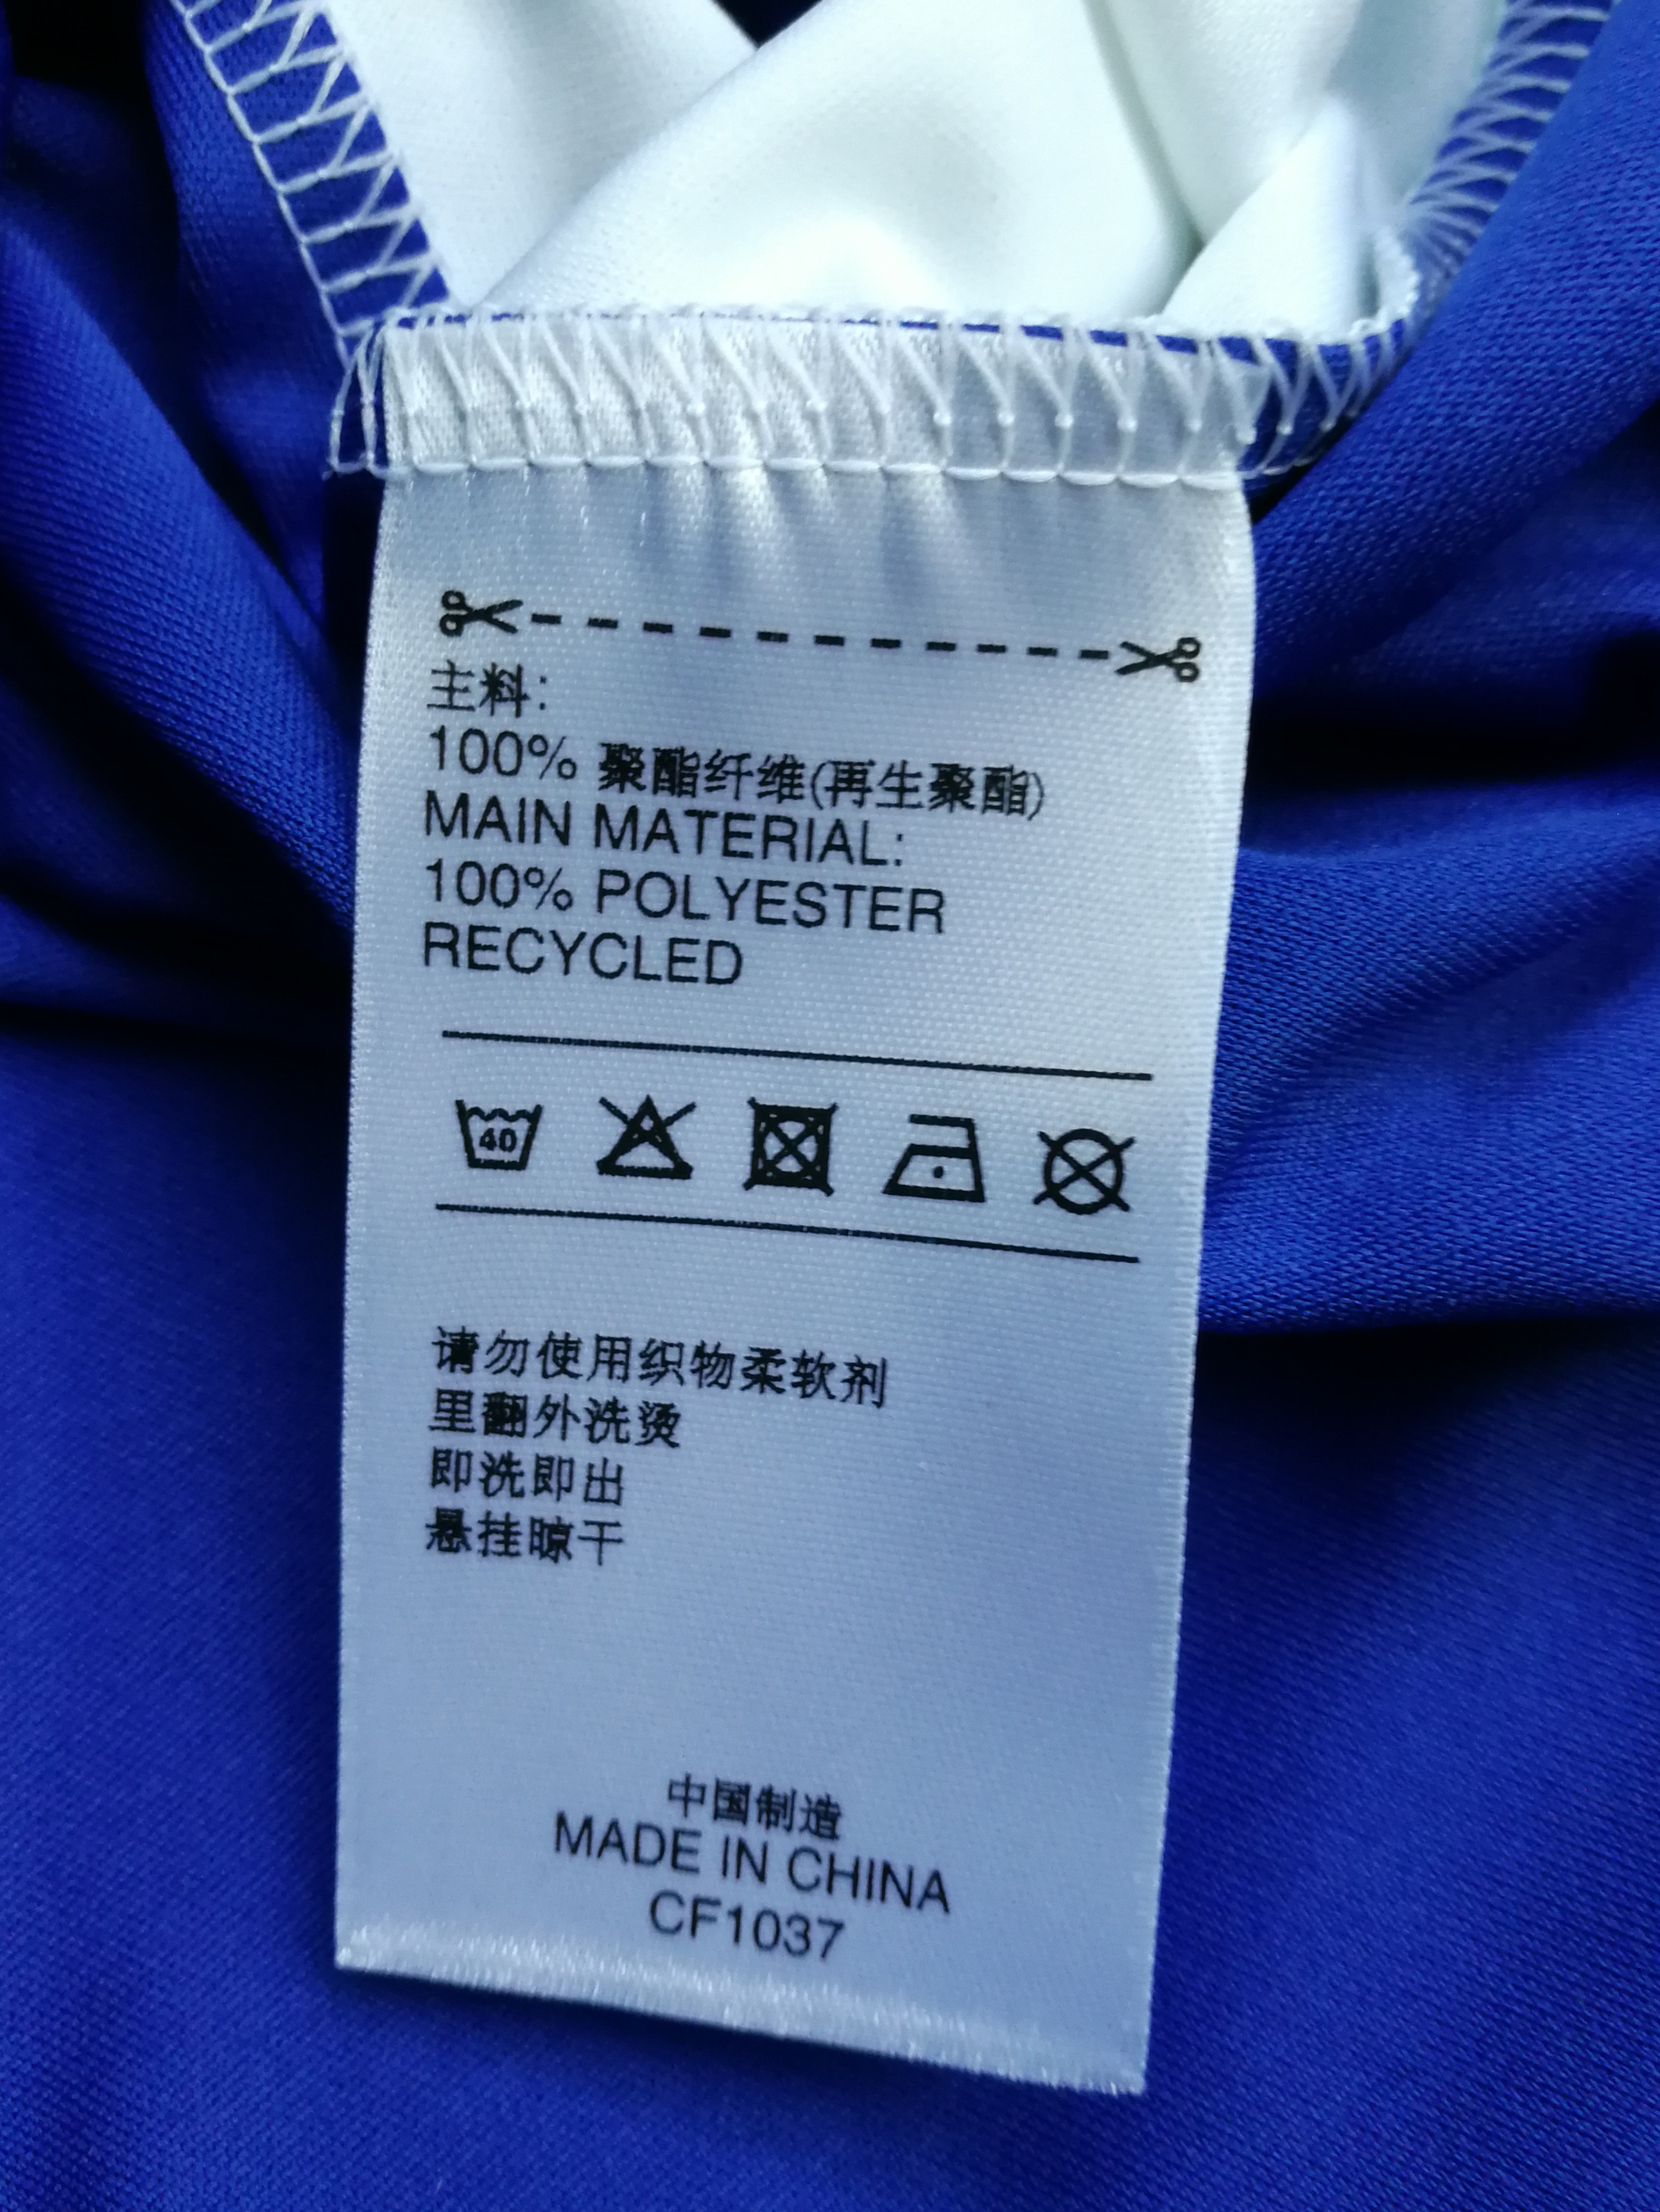 主料:
100% 聚酯纤维(再生聚酯)
MAIN MATERIAL:
100% POLYESTER
RECYCLED
40
请勿使用织物柔软剂
里翻外洗烫
即洗即出
悬挂晾干
中国制造
MADE IN CHINA
CF1037